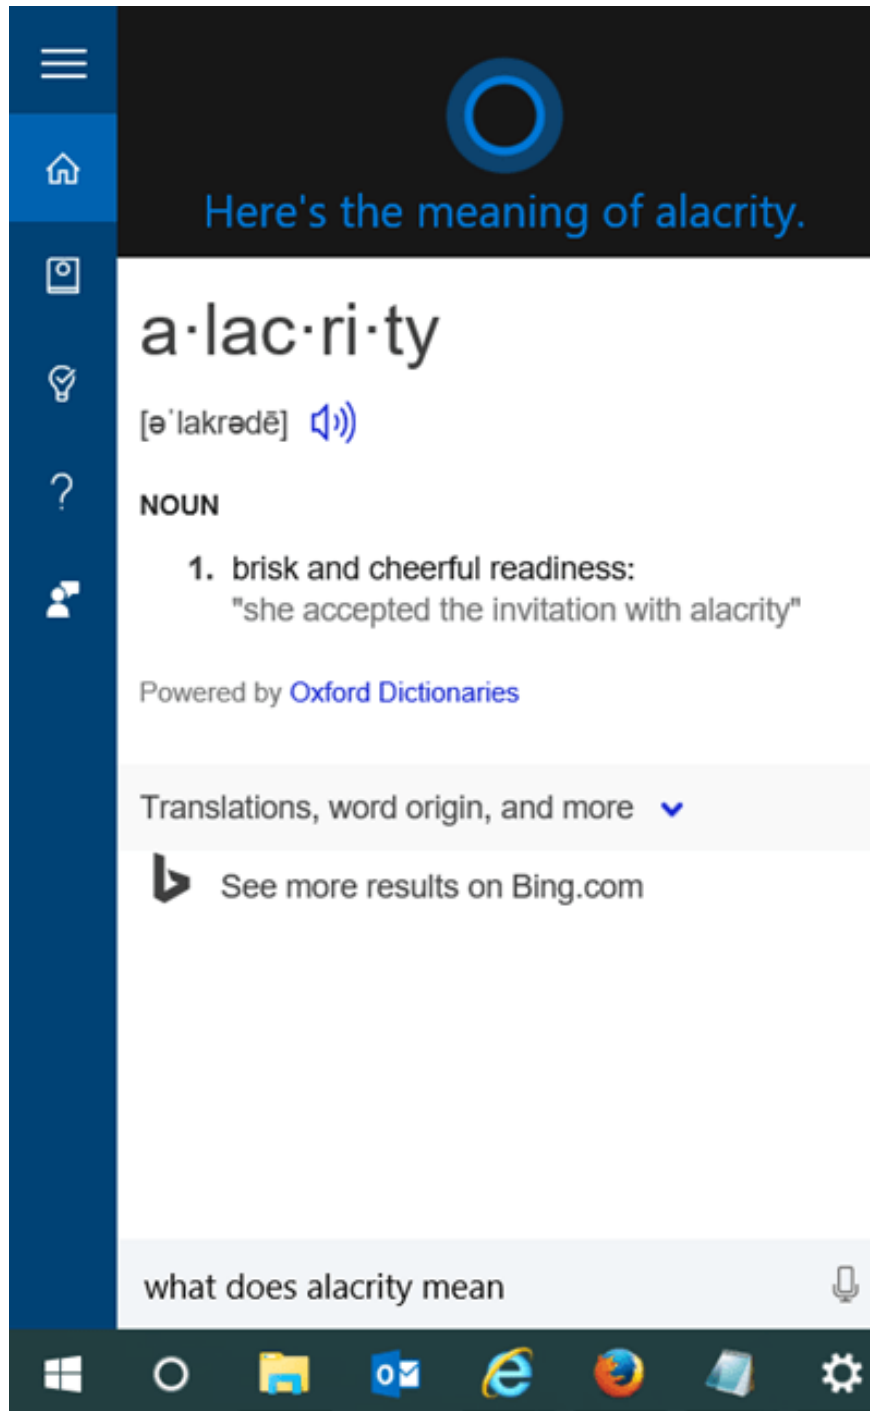 Here's the meaning of alacrity.
a·lac·ri·ty
[əˈlakrədē]
NOUN
1. brisk and cheerful readiness:
"she accepted the invitation with alacrity"
Powered by Oxford Dictionaries
Translations, word origin, and more
See more results on Bing.com
what does alacrity mean